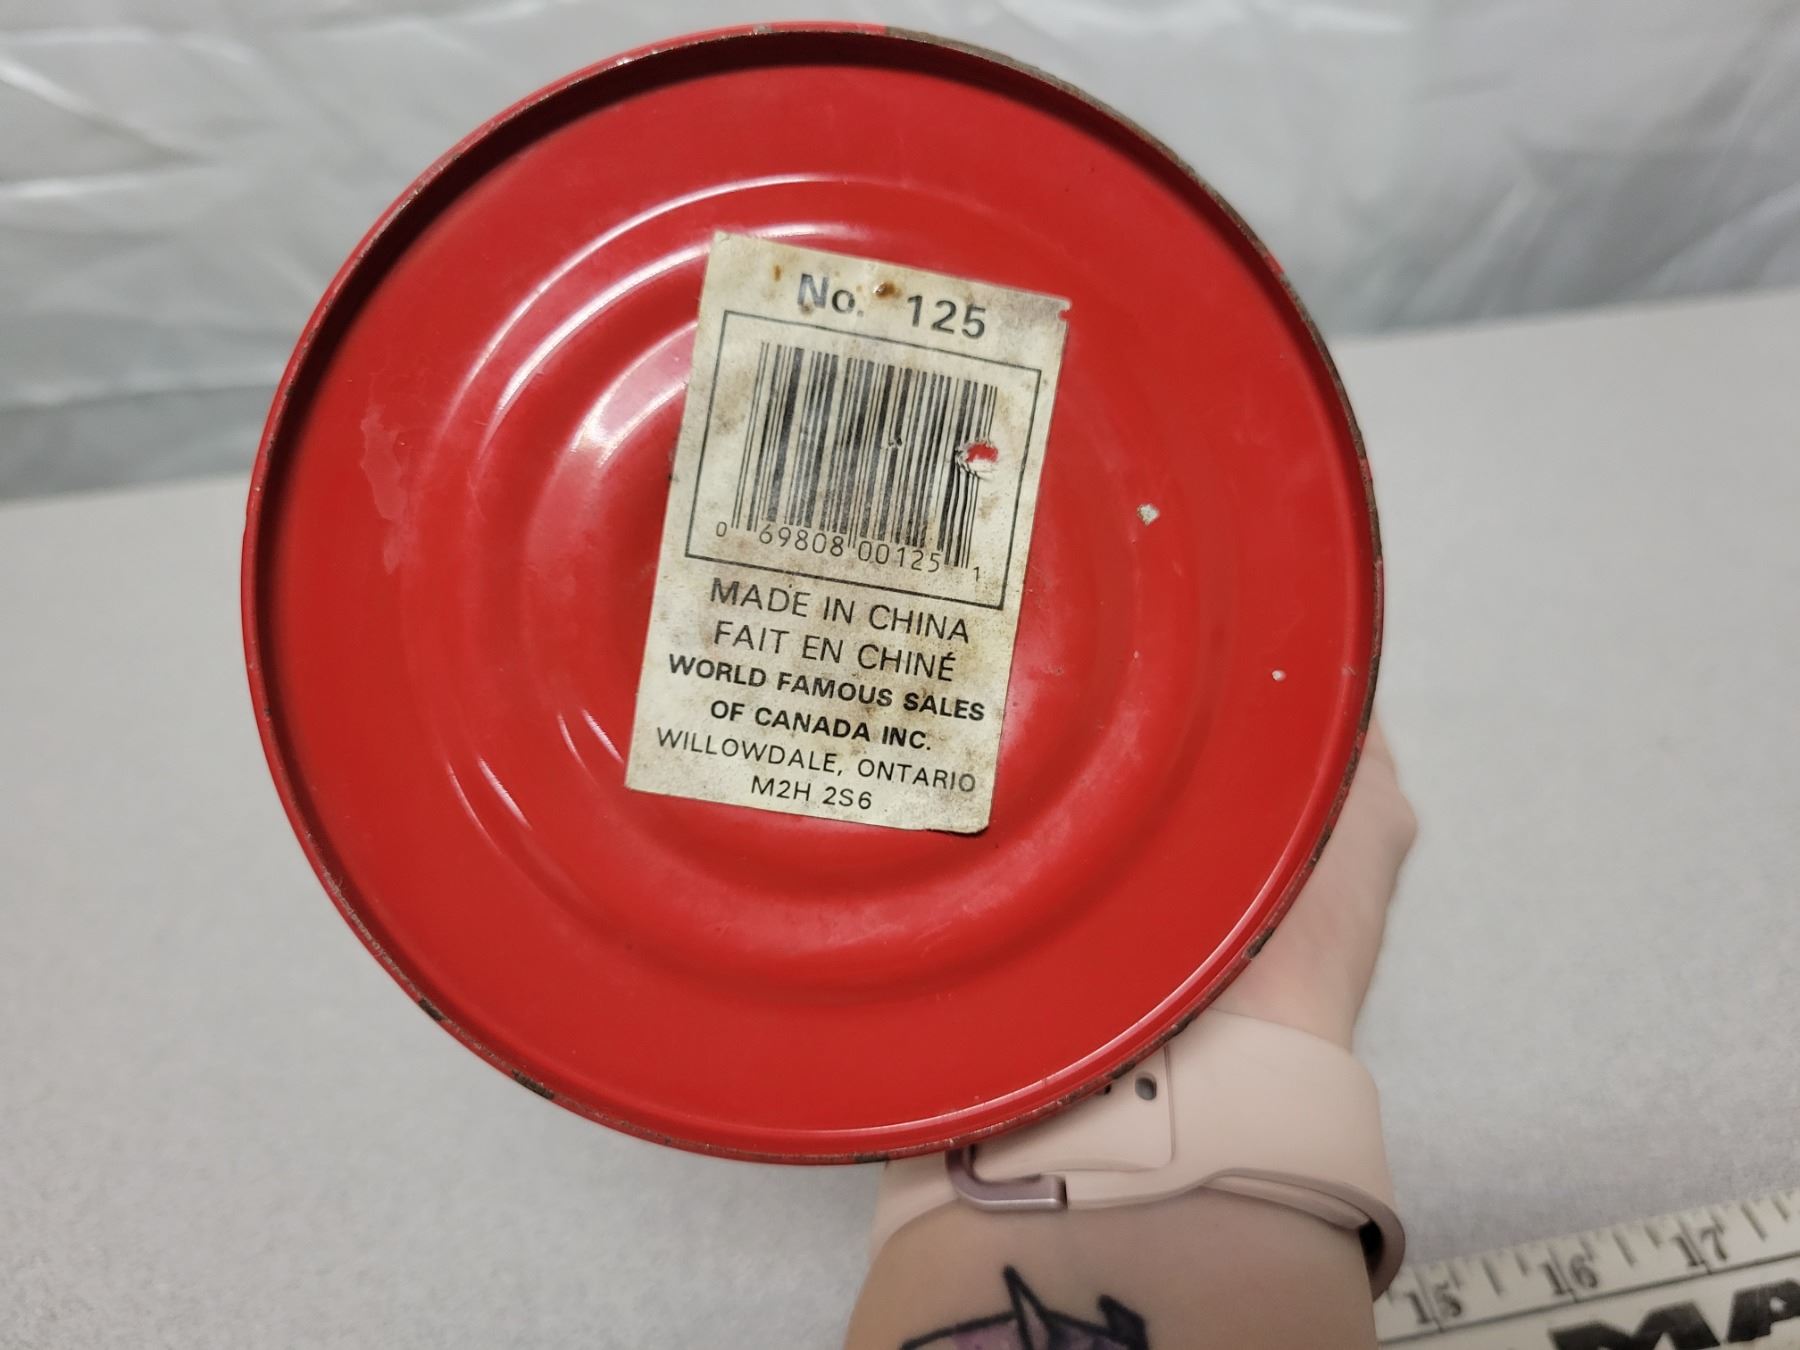 No. 125
0 69808 00125 1
MADE IN CHINA
FAIT EN CHINÉ
WORLD FAMOUS SALES
OF CANADA INC.
WILLOWDALE, ONTARIO
M2H 2S6
15 16 17
MA